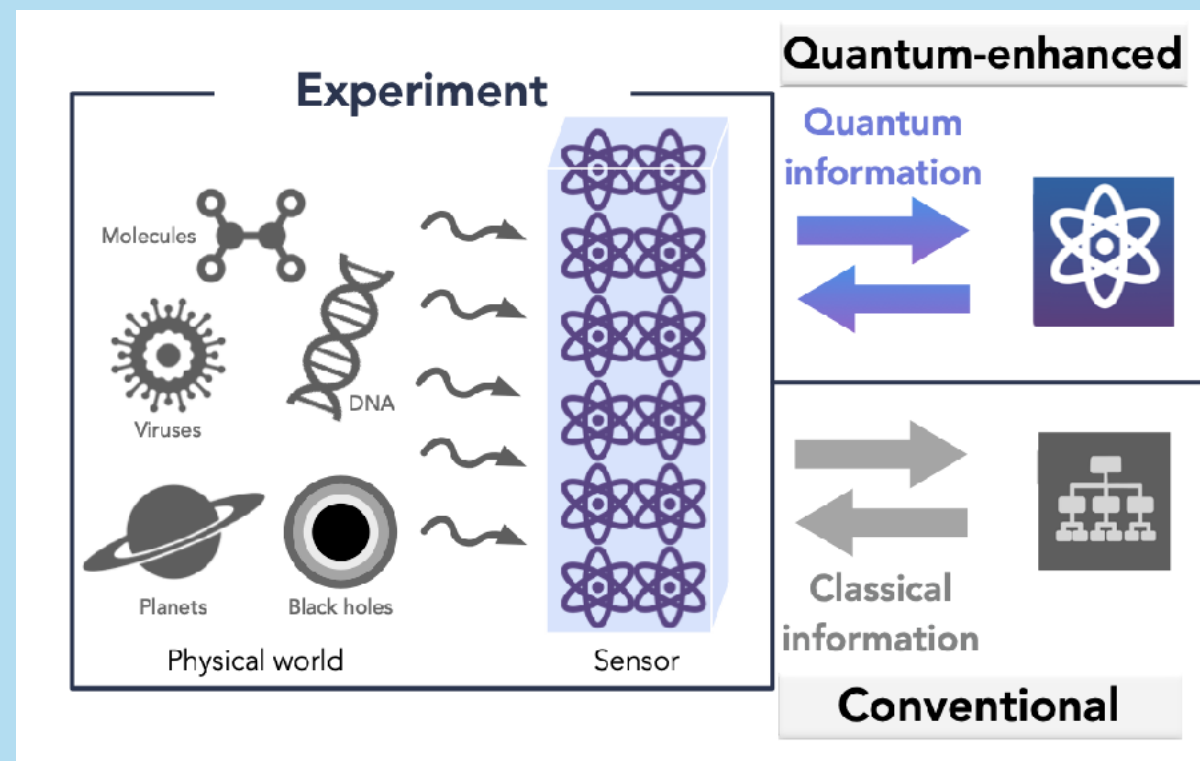 Experiment
Molecules
DNA
Viruses
Planets
Black holes
Physical world
Sensor
Quantum-enhanced
Quantum
information
Classical
information
Conventional